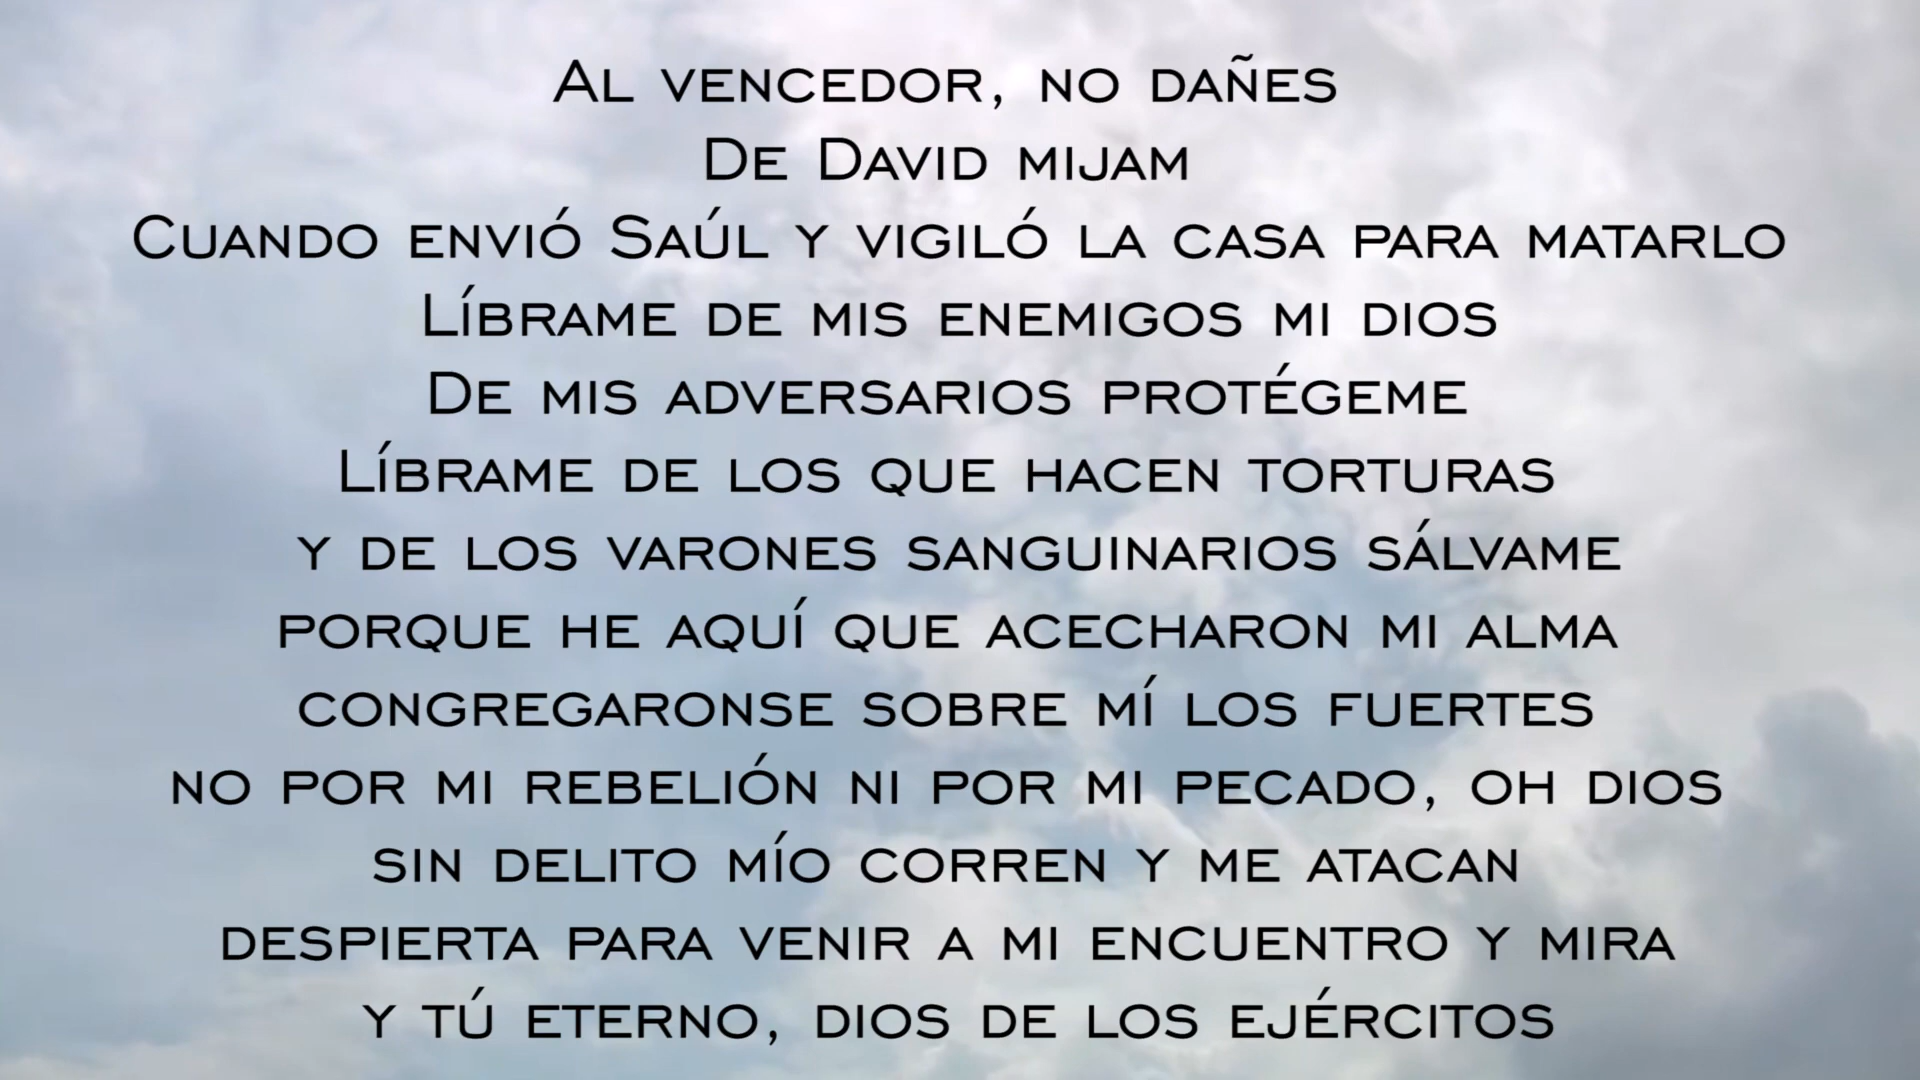 Al vencedor, no dañes
De David mijam
Cuando envió Saúl y vigiló la casa para matarlo
Líbrame de mis enemigos mi dios
De mis adversarios protégeme
Líbrame de los que hacen torturas
y de los varones sanguinarios sálvame
porque he aquí que acecharon mi alma
congregaronse sobre mí los fuertes
no por mi rebelión ni por mi pecado, oh dios
sin delito mío corren y me atacan
despierta para venir a mi encuentro y mira
y tú eterno, dios de los ejércitos